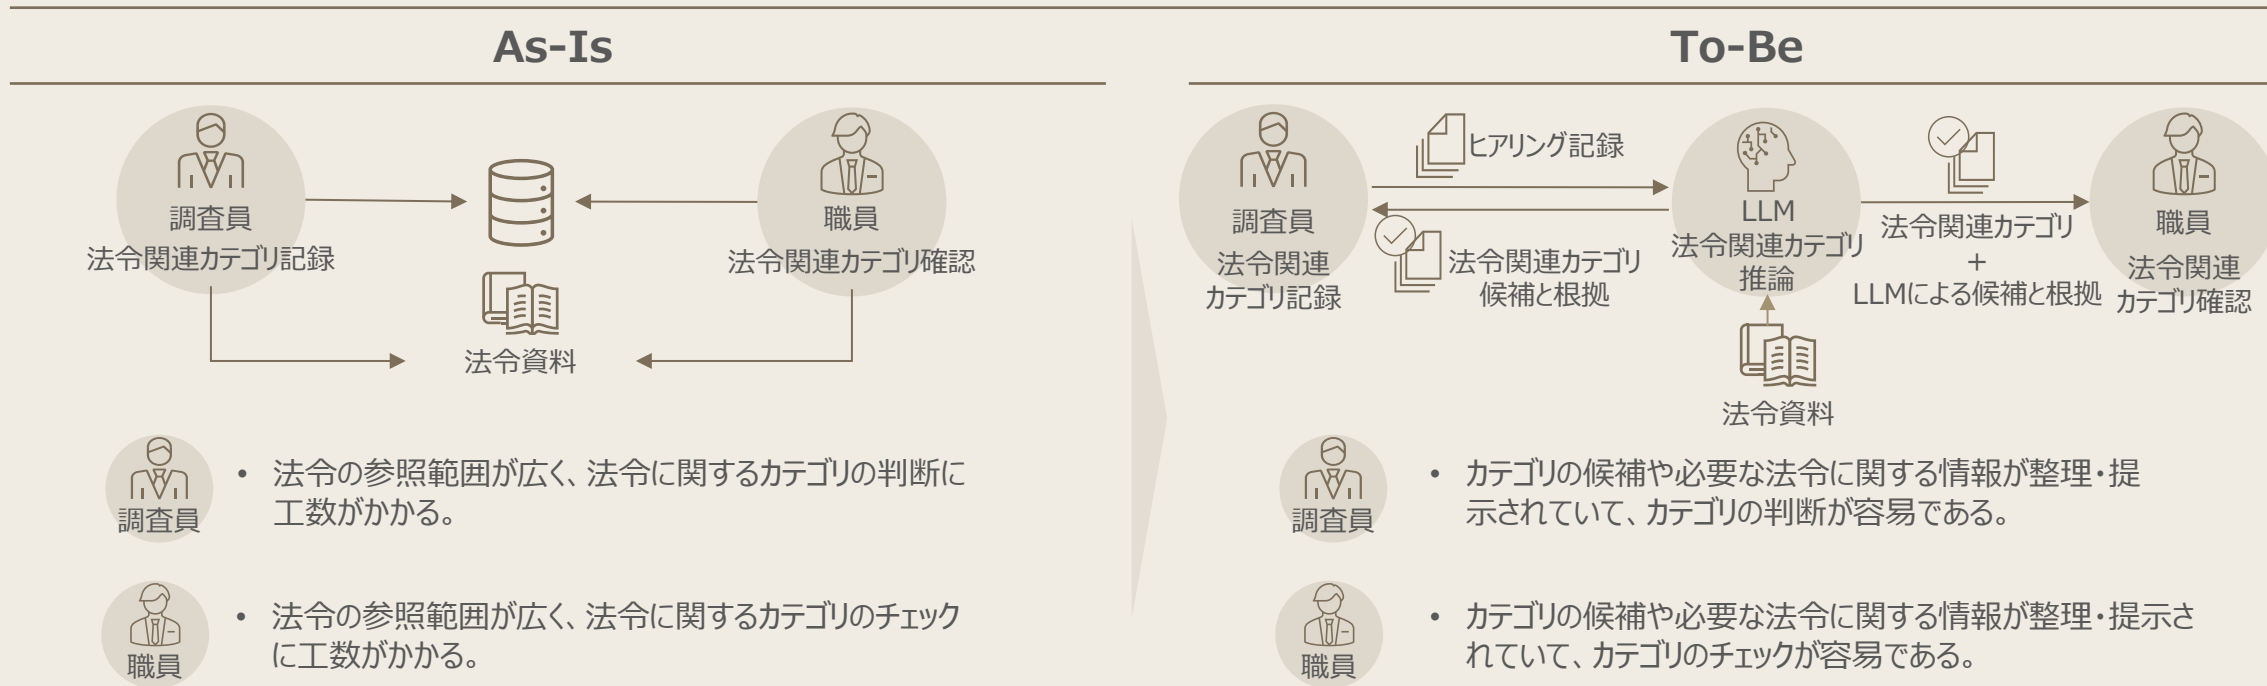 As-Is
調査員
法令関連カテゴリ記録
職員
法令関連カテゴリ確認
法令資料
調査員
• 法令の参照範囲が広く、法令に関するカテゴリの判断に
工数がかかる。
職員
• 法令の参照範囲が広く、法令に関するカテゴリのチェック
に工数がかかる。
To-Be
調査員
法令関連
カテゴリ記録
ヒアリング記録
法令関連カテゴリ
候補と根拠
LLM
法令関連カテゴリ
推論
法令資料
法令関連カテゴリ
+
LLMによる候補と根拠
職員
法令関連
カテゴリ確認
調査員
• カテゴリの候補や必要な法令に関する情報が整理・提
示されていて、カテゴリの判断が容易である。
職員
• カテゴリの候補や必要な法令に関する情報が整理・提示さ
れていて、カテゴリのチェックが容易である。